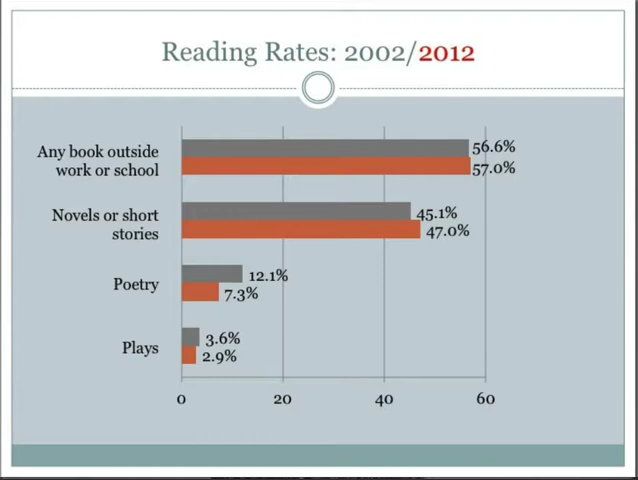 Reading Rates: 2002/2012
Any book outside
work or school
56.6%
57.0%
Novels or short
stories
45.1%
47.0%
Poetry
12.1%
7.3%
Plays
3.6%
2.9%
0 20 40 60